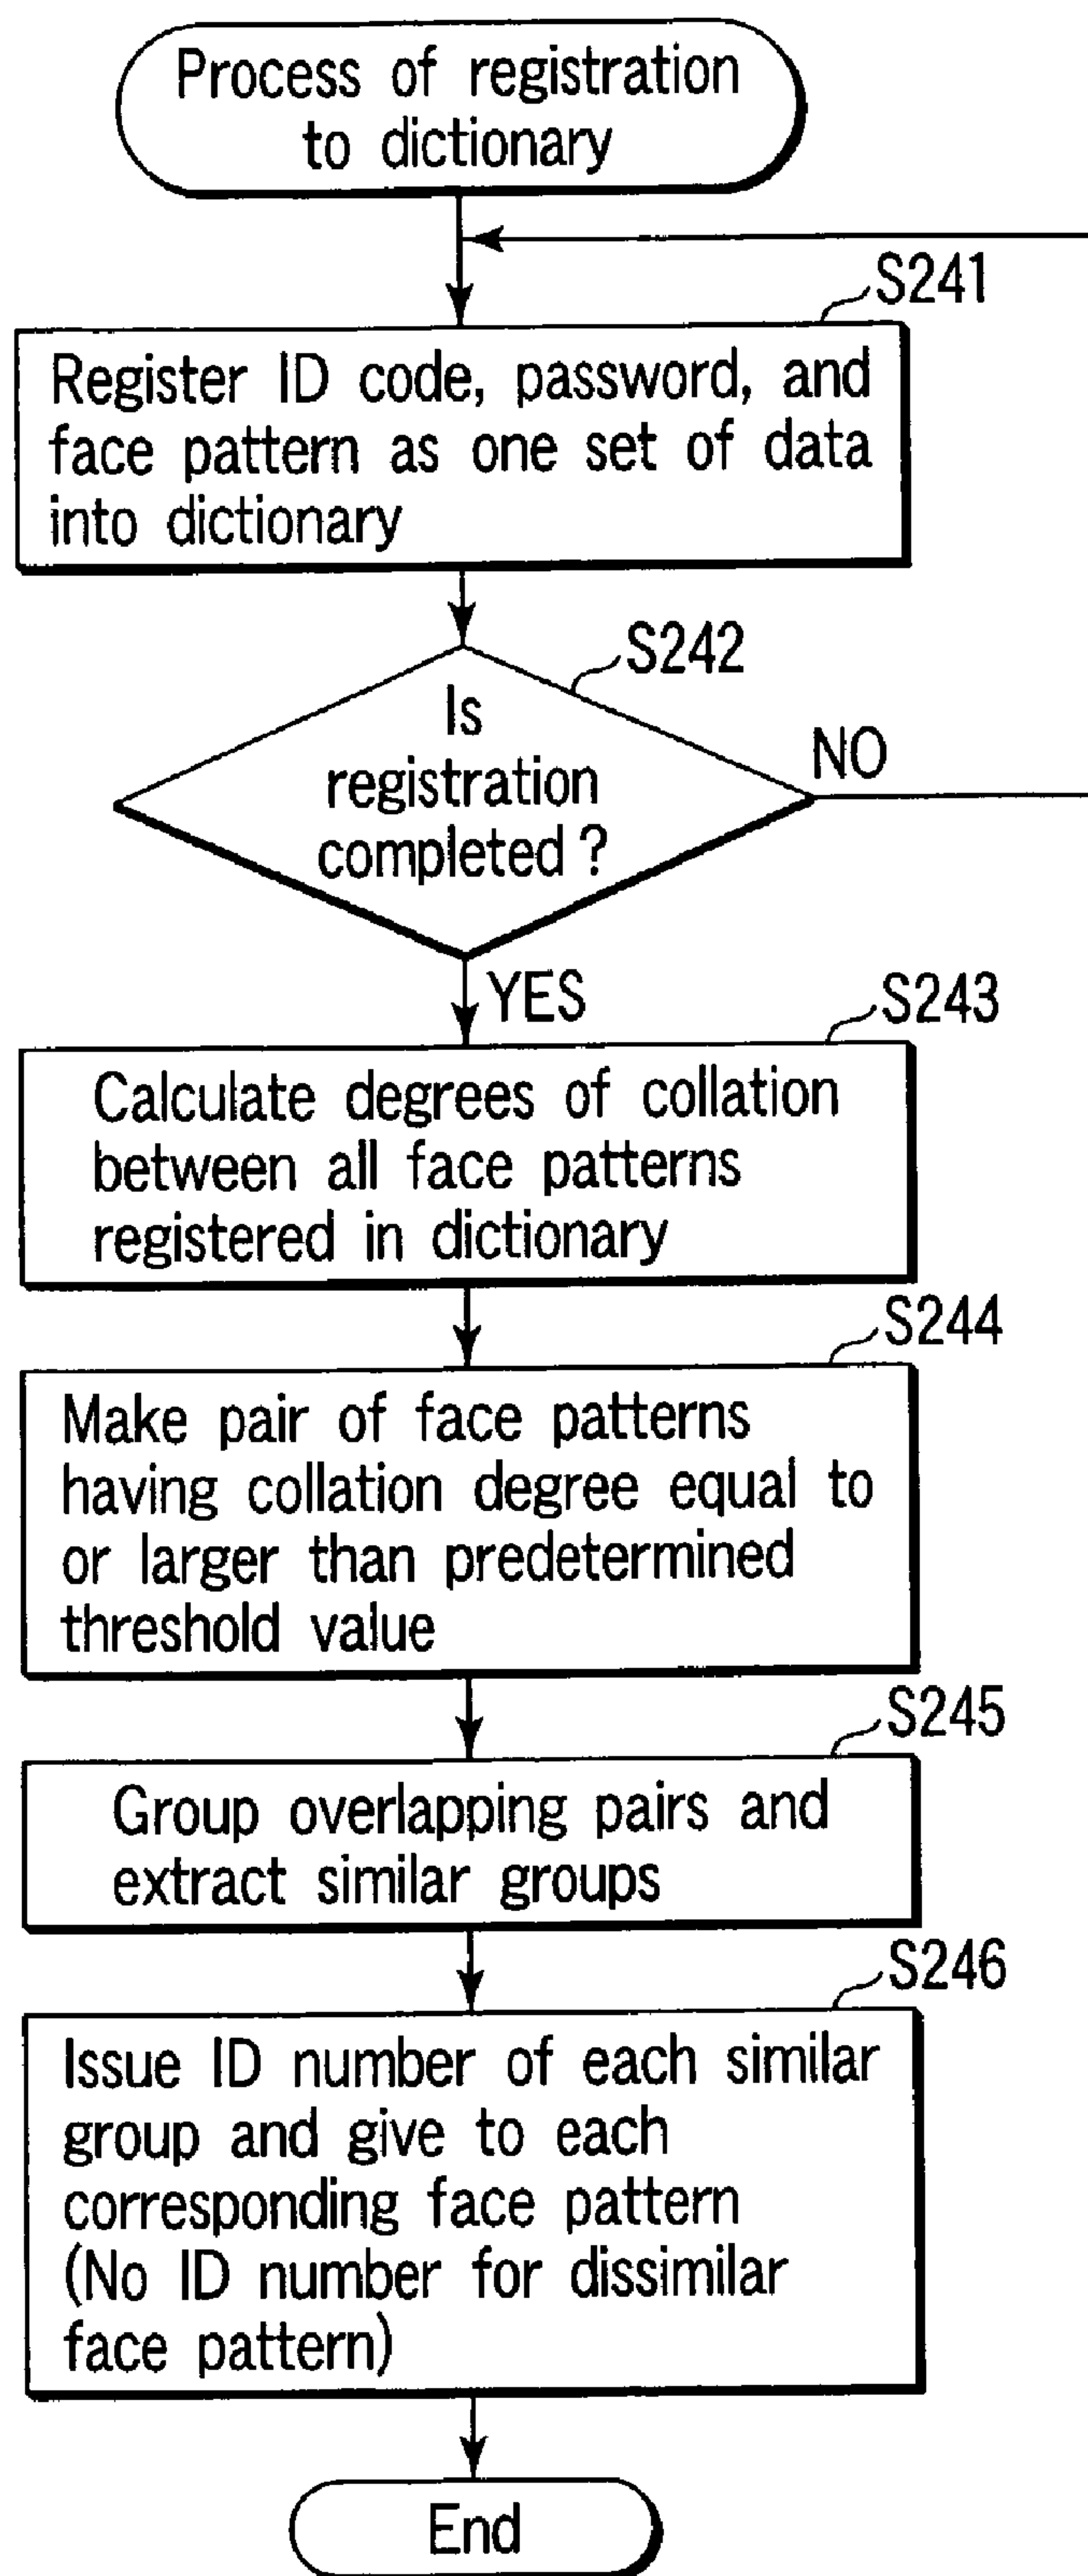 Process of registration
to dictionary
S241
Register ID code, password, and
face pattern as one set of data
into dictionary
S242
Is
registration
completed ?
NO
YES
S243
Calculate degrees of collation
between all face patterns
registered in dictionary
S244
Make pair of face patterns
having collation degree equal to
or larger than predetermined
threshold value
S245
Group overlapping pairs and
extract similar groups
S246
Issue ID number of each similar
group and give to each
corresponding face pattern
(No ID number for dissimilar
face pattern)
End